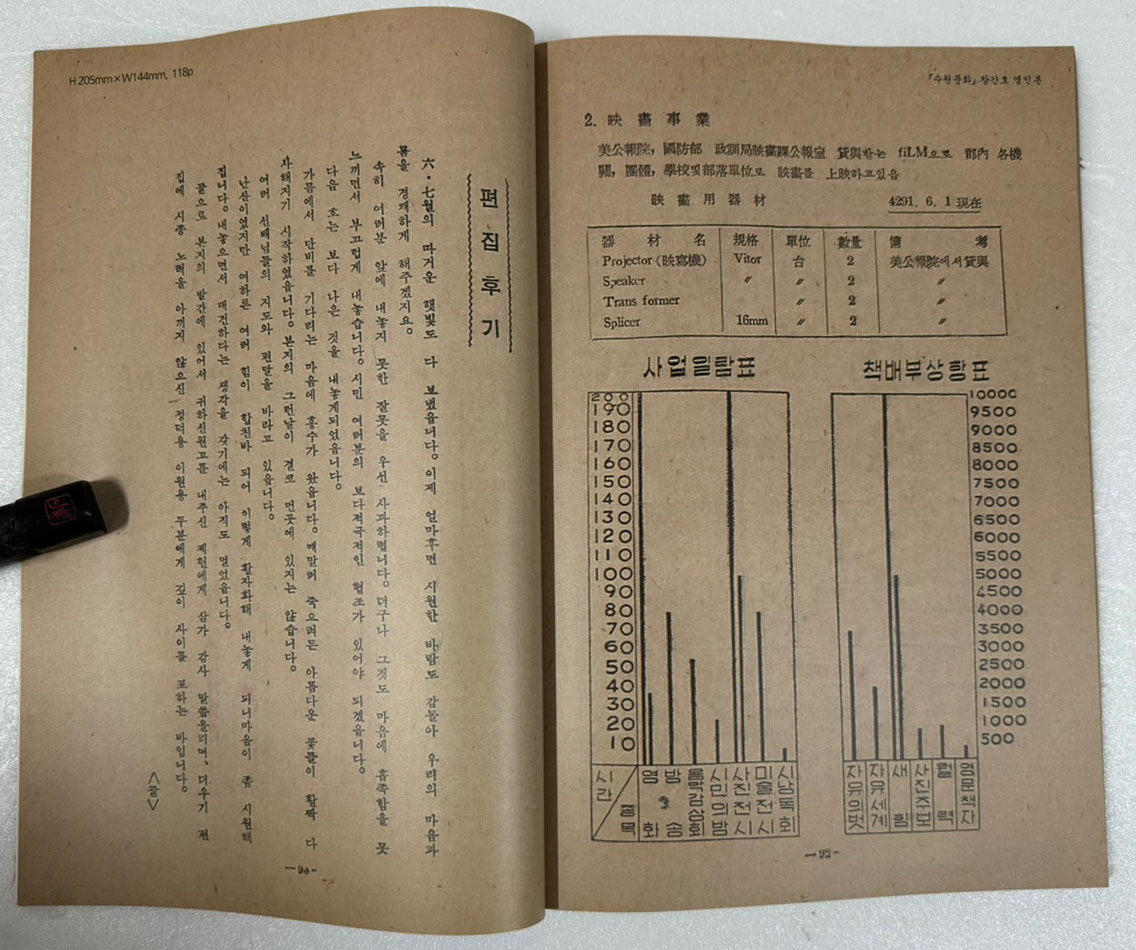 「수원문화」창간호 영인본
2. 映畵事業
美公報院, 國防部 政訓局映畵課公報室 貸與받는 fiLM으로 郡內 各機
關, 團體, 學校및部落單位로 映畵를 上映하고있음
映畵用器材
4291. 6. 1 現在
器材名 規格 單位 數量 備考
Projector (映寫機) Vitor 台 2 美公報院에서貸與
Speaker 〃 〃 2 〃
Trans former 〃 2 〃
Splicer 16mm 〃 2 〃
사업일람표
200
190
180
170
160
150
140
130
120
110
100
90
80
70
60
50
40
30
20
10
시간
종목
영화
방송
음악감상회
시민의밤
사진전시
미술전시
시낭독회
책배부상황표
10000
9500
9000
8500
8000
7500
7000
6500
6000
5500
5000
4500
4000
3500
3000
2500
2000
1500
1000
500
자유의벗
자유세계
새힘
사진주보
월력
영문책자
—92-
H 205mm×W144mm, 118p
편집후기
六·七월의 따거운 햇빛도 다 보냈읍니다。이제 얼마후면 시원한 바람도 감돌아 우리의 마음과
몸을 경쾌하게 해주겠지요。
속히 여러분 앞에 내놓지 못한 잘못을 우선 사과하렵니다。더구나 그것도 마음에 흡족함을 못
느끼면서 부끄럽게 내놓습니다。시민 여러분의 보다적극적인 협조가 있어야 되겠읍니다。
다음 호는 보다 나은 것을 내놓게되었읍니다。
가믐에서 단비를 기다리는 마음에 홍수가 왔읍니다。매말러 죽으려든 아름다운 꽃들이 활짝 다
시해지기 시작하였읍니다。본지의 그런날이 결코 먼곳에 있지는 않습니다。
여러 선배님들의 지도와 편달을 바라고 있읍니다。
난산이였지만 여하튼 여러 힘이 합친바 되어 이렇게 활자화해 내놓게 되니마음이 좀 시원해
집니다。내놓으면서 대견하다는 생각을 갖기에는 아직도 멀었읍니다。
끝으로 본지의 발간에 있어서 귀하신원고를 내주신 제현에게 삼가 감사 말씀올리며、더우기 편
집에 시종 노력을 아끼지 않으신 정덕용 이원용 두분에게 깊이 사이를 표하는 바입니다。
<끝>